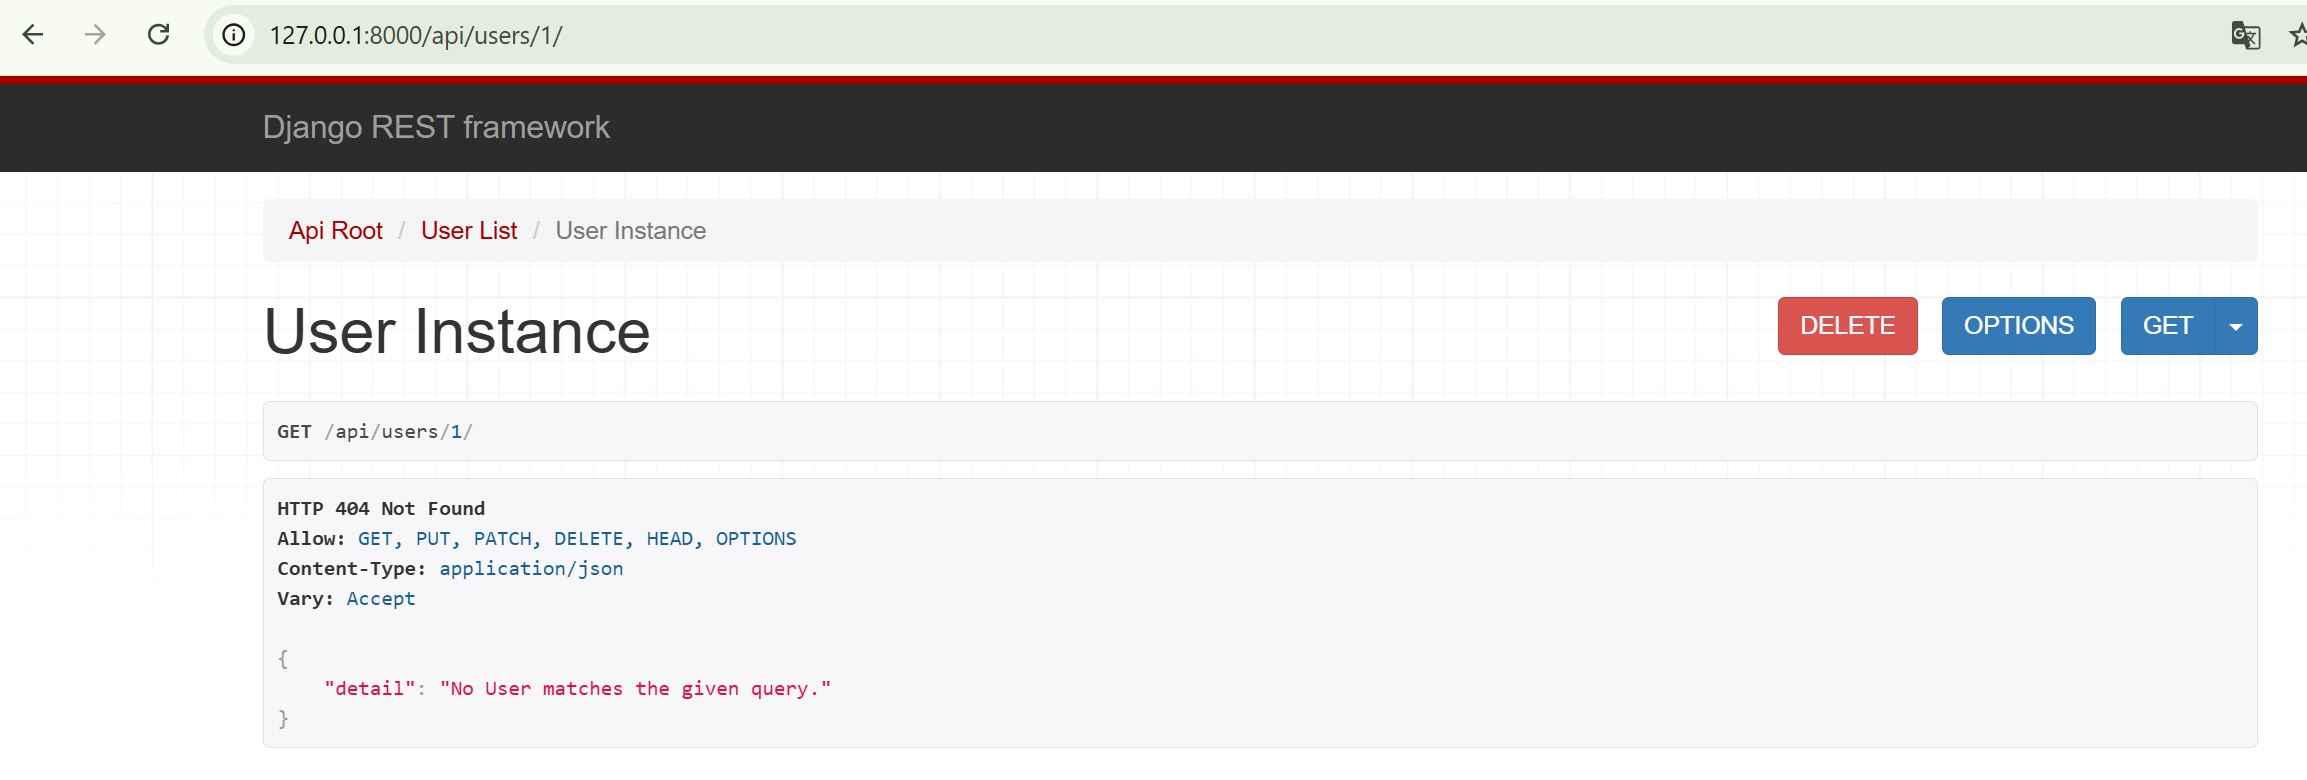 127.0.0.1:8000/api/users/1/
Django REST framework
Api Root / User List / User Instance
User Instance
DELETE
OPTIONS
GET
GET /api/users/1/
HTTP 404 Not Found
Allow: GET, PUT, PATCH, DELETE, HEAD, OPTIONS
Content-Type: application/json
Vary: Accept
{
    "detail": "No User matches the given query."
}